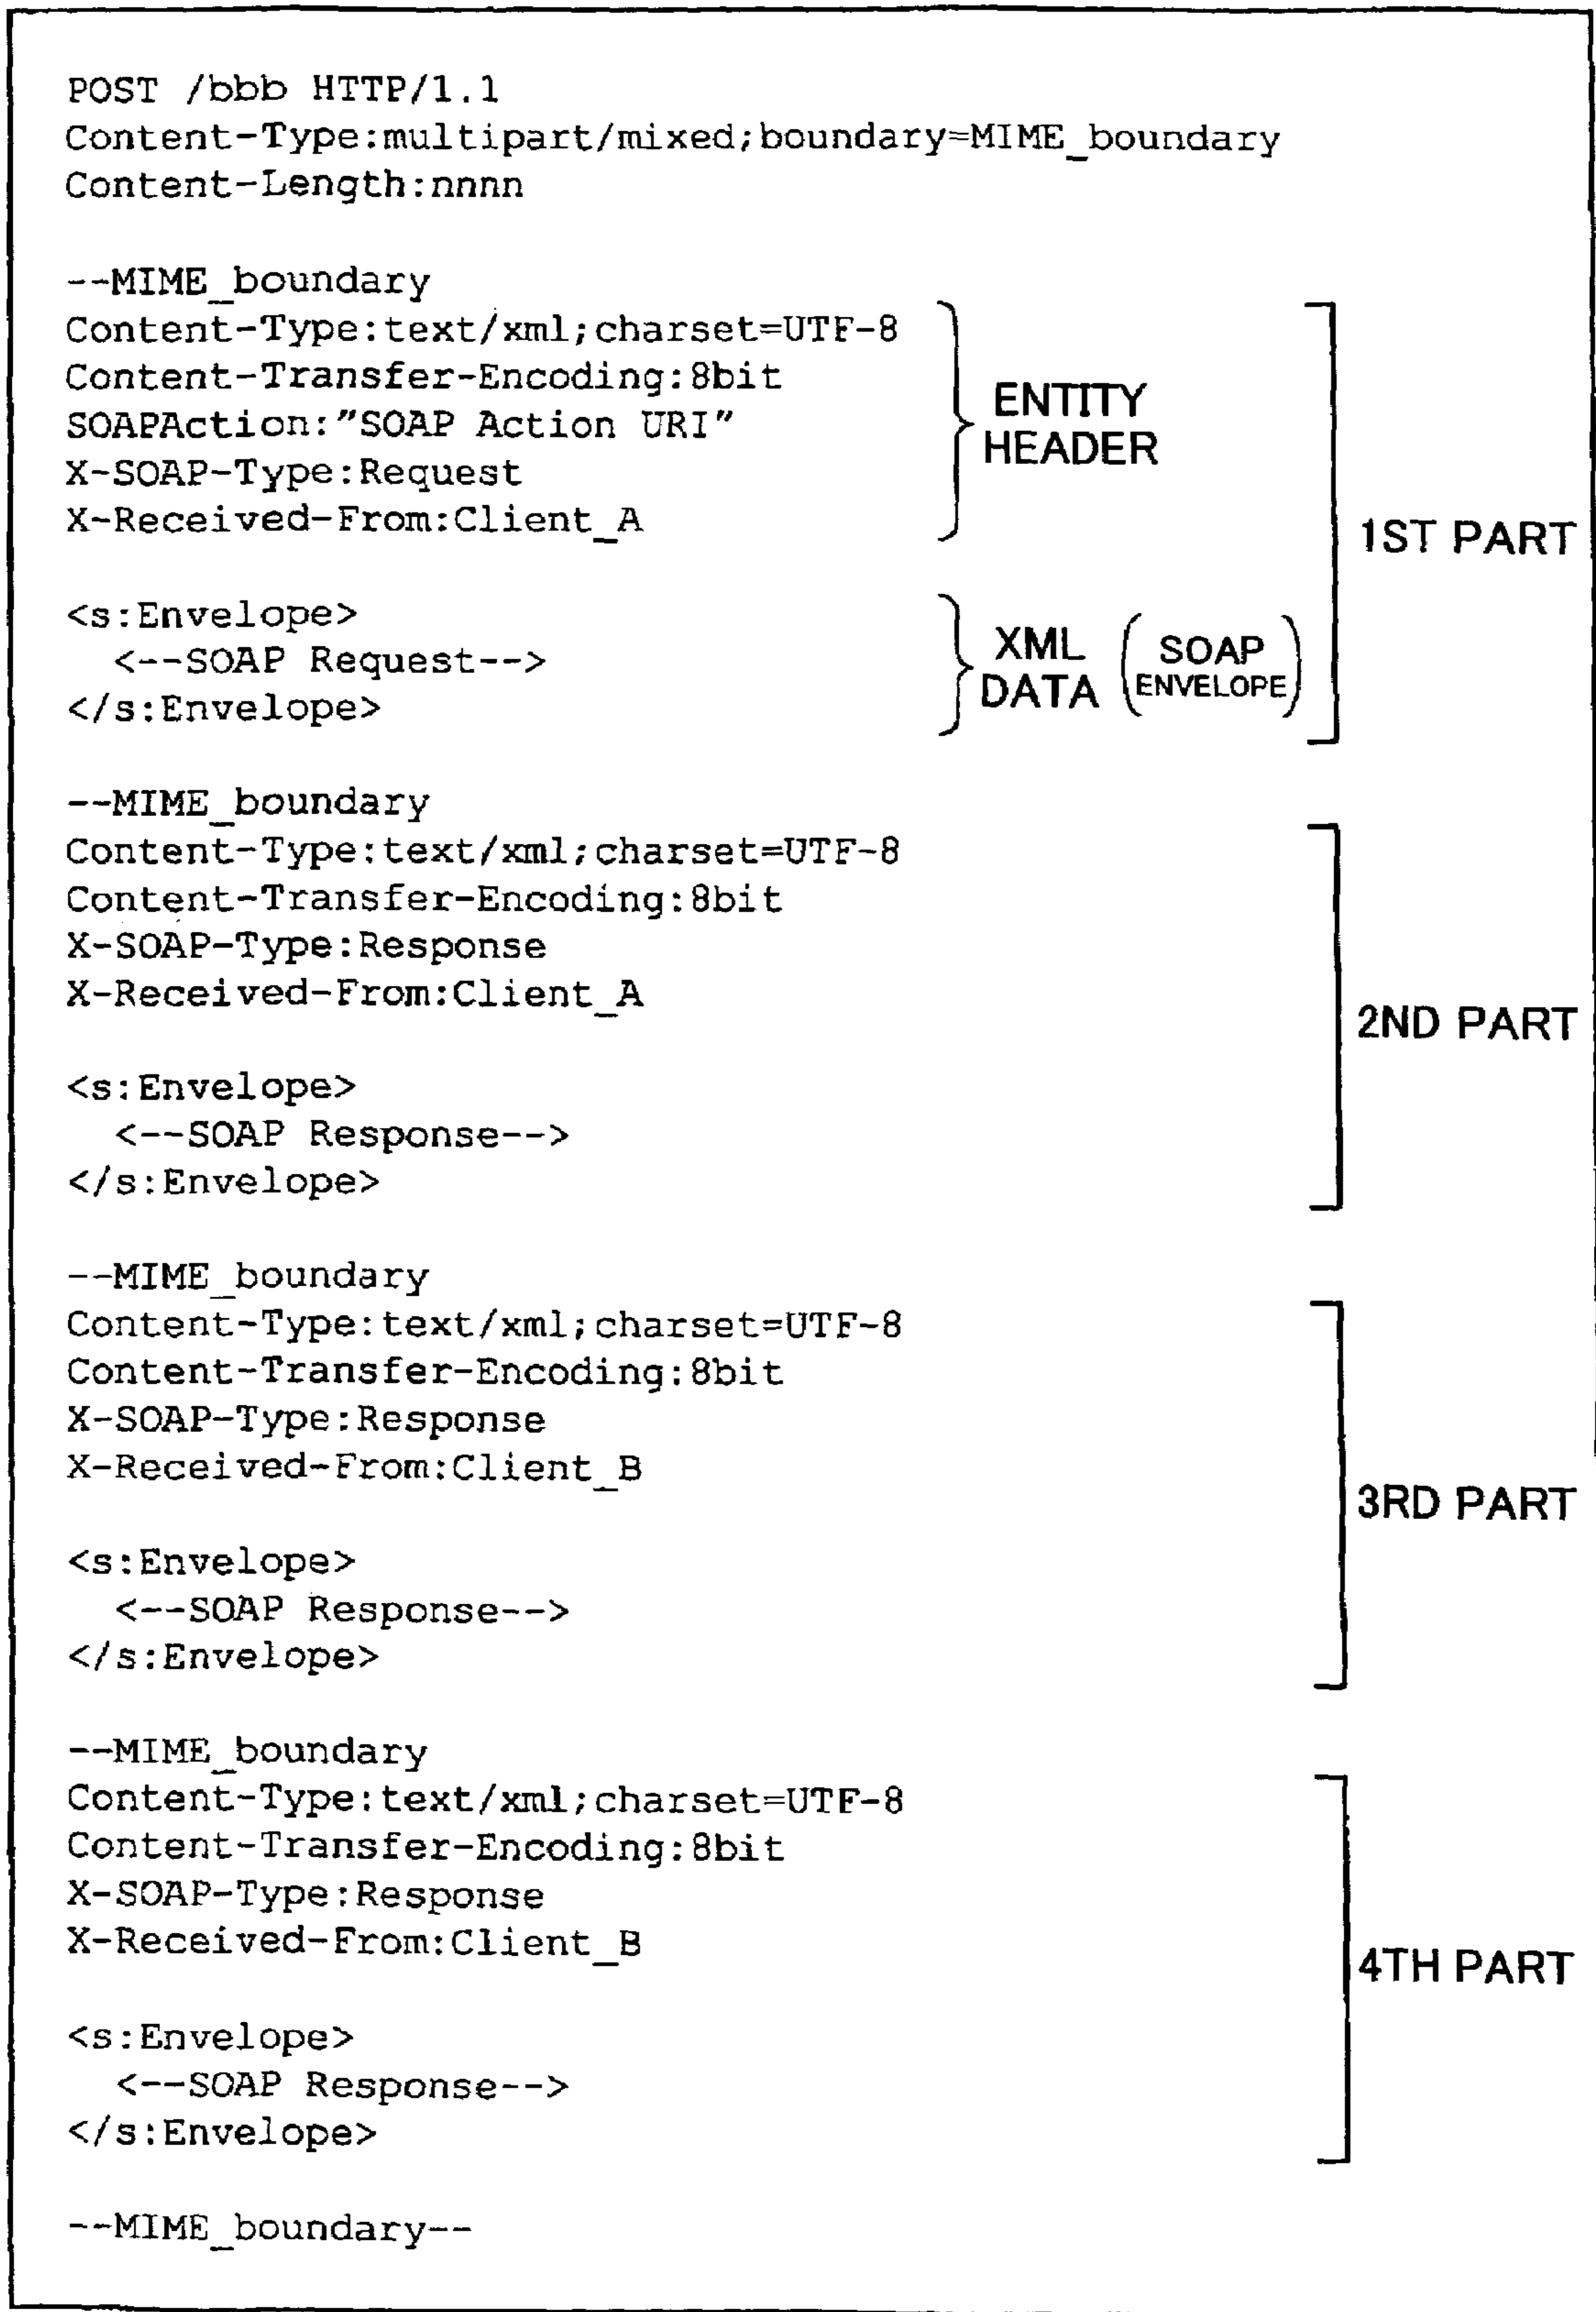 POST /bbb HTTP/1.1
Content-Type:multipart/mixed;boundary=MIME_boundary
Content-Length:nnnn
--MIME_boundary
Content-Type:text/xml;charset=UTF-8
Content-Transfer-Encoding:8bit
SOAPAction:"SOAP Action URI"
X-SOAP-Type:Request
X-Received-From:Client_A
ENTITY
HEADER
<s:Envelope>
<--SOAP Request-->
</s:Envelope>
XML
DATA
SOAP
ENVELOPE
1ST PART
--MIME_boundary
Content-Type:text/xml;charset=UTF-8
Content-Transfer-Encoding:8bit
X-SOAP-Type:Response
X-Received-From:Client_A
<s:Envelope>
<--SOAP Response-->
</s:Envelope>
2ND PART
--MIME_boundary
Content-Type:text/xml;charset=UTF-8
Content-Transfer-Encoding:8bit
X-SOAP-Type:Response
X-Received-From:Client_B
<s:Envelope>
<--SOAP Response-->
</s:Envelope>
3RD PART
--MIME_boundary
Content-Type:text/xml;charset=UTF-8
Content-Transfer-Encoding:8bit
X-SOAP-Type:Response
X-Received-From:Client_B
<s:Envelope>
<--SOAP Response-->
</s:Envelope>
4TH PART
--MIME_boundary--